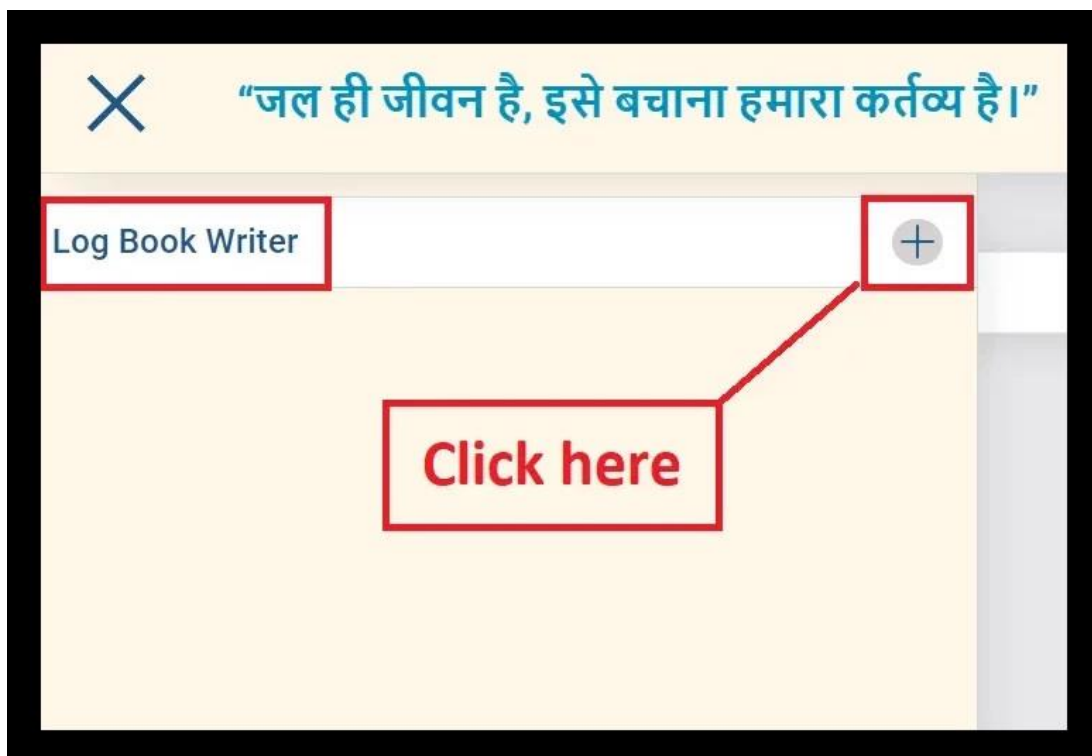 “जल ही जीवन है, इसे बचाना हमारा कर्तव्य है।”
Log Book Writer
Click here